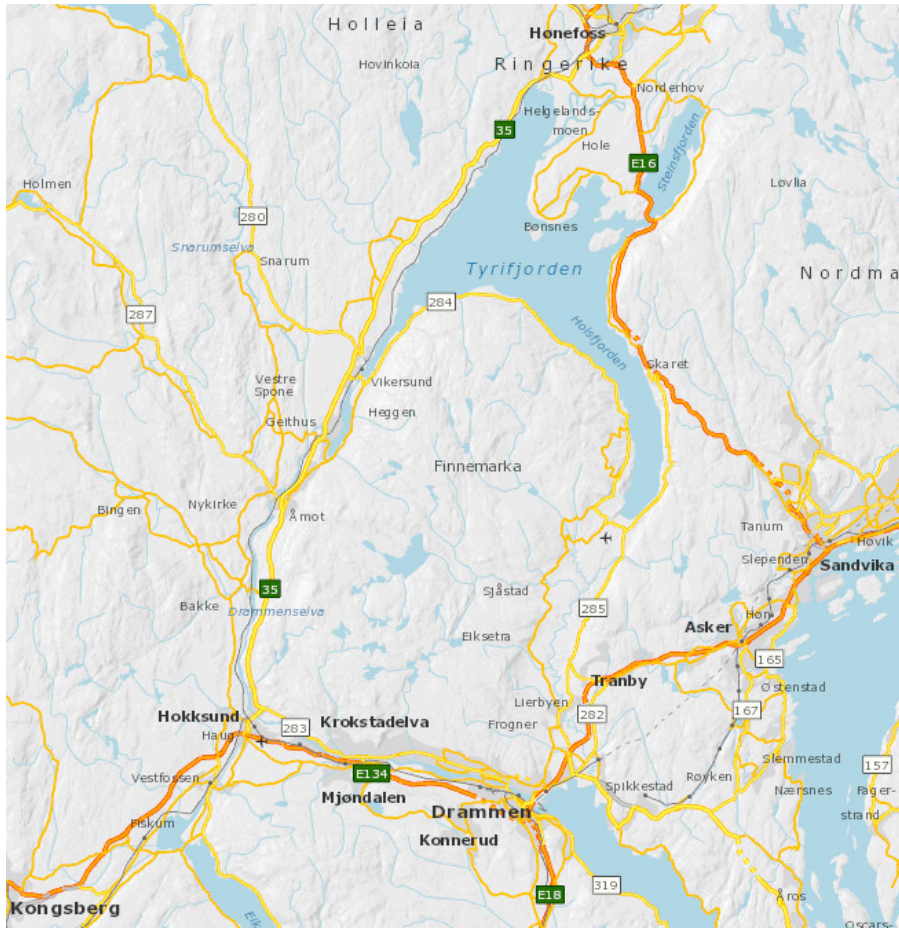 Holleia
Hønefoss
Hovinkoia
Ringerike
Norderhov
Helgelands-
moen
35
Hole
E16
Steinsfjorden
Holmen
Løvlia
280
Bønsnes
Snarumselva
Snarum
Tyrifjorden
Nordma
284
287
Holsfjorden
Skaret
Vikersund
Vestre
Spone
Heggen
Geithus
Finnemarka
Nykirke
Bingen
Åmot
Tanum
Høvik
Slependen
Sandvika
35
Sjåstad
Bakke
Drammenselva
285
Hon
Asker
Eiksetra
165
Tranby
Østenstad
Lierbyen
167
Hokksund
283
Krokstadelva
Frogner
282
Haug
Slemmestad
157
E134
Vestfossen
Røyken
Spikkestad
Nærsnes
Fager-
strand
Mjøndalen
Drammen
Fiskum
Konnerud
319
E18
Åros
Kongsberg
Eik
Oscars-